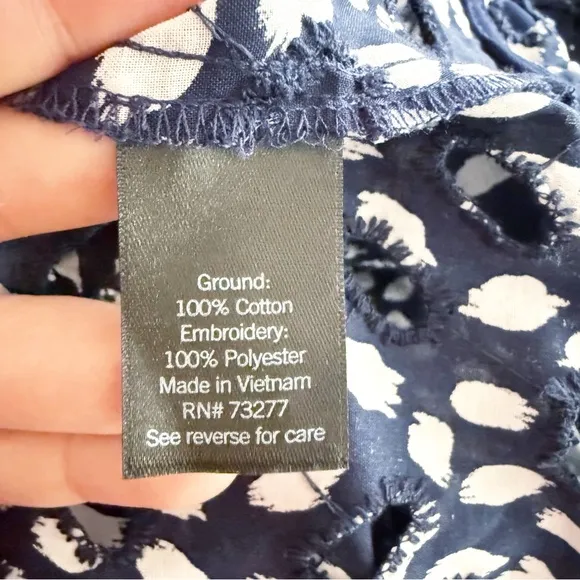 Ground:
100% Cotton
Embroidery:
100% Polyester
Made in Vietnam
RN# 73277
See reverse for care